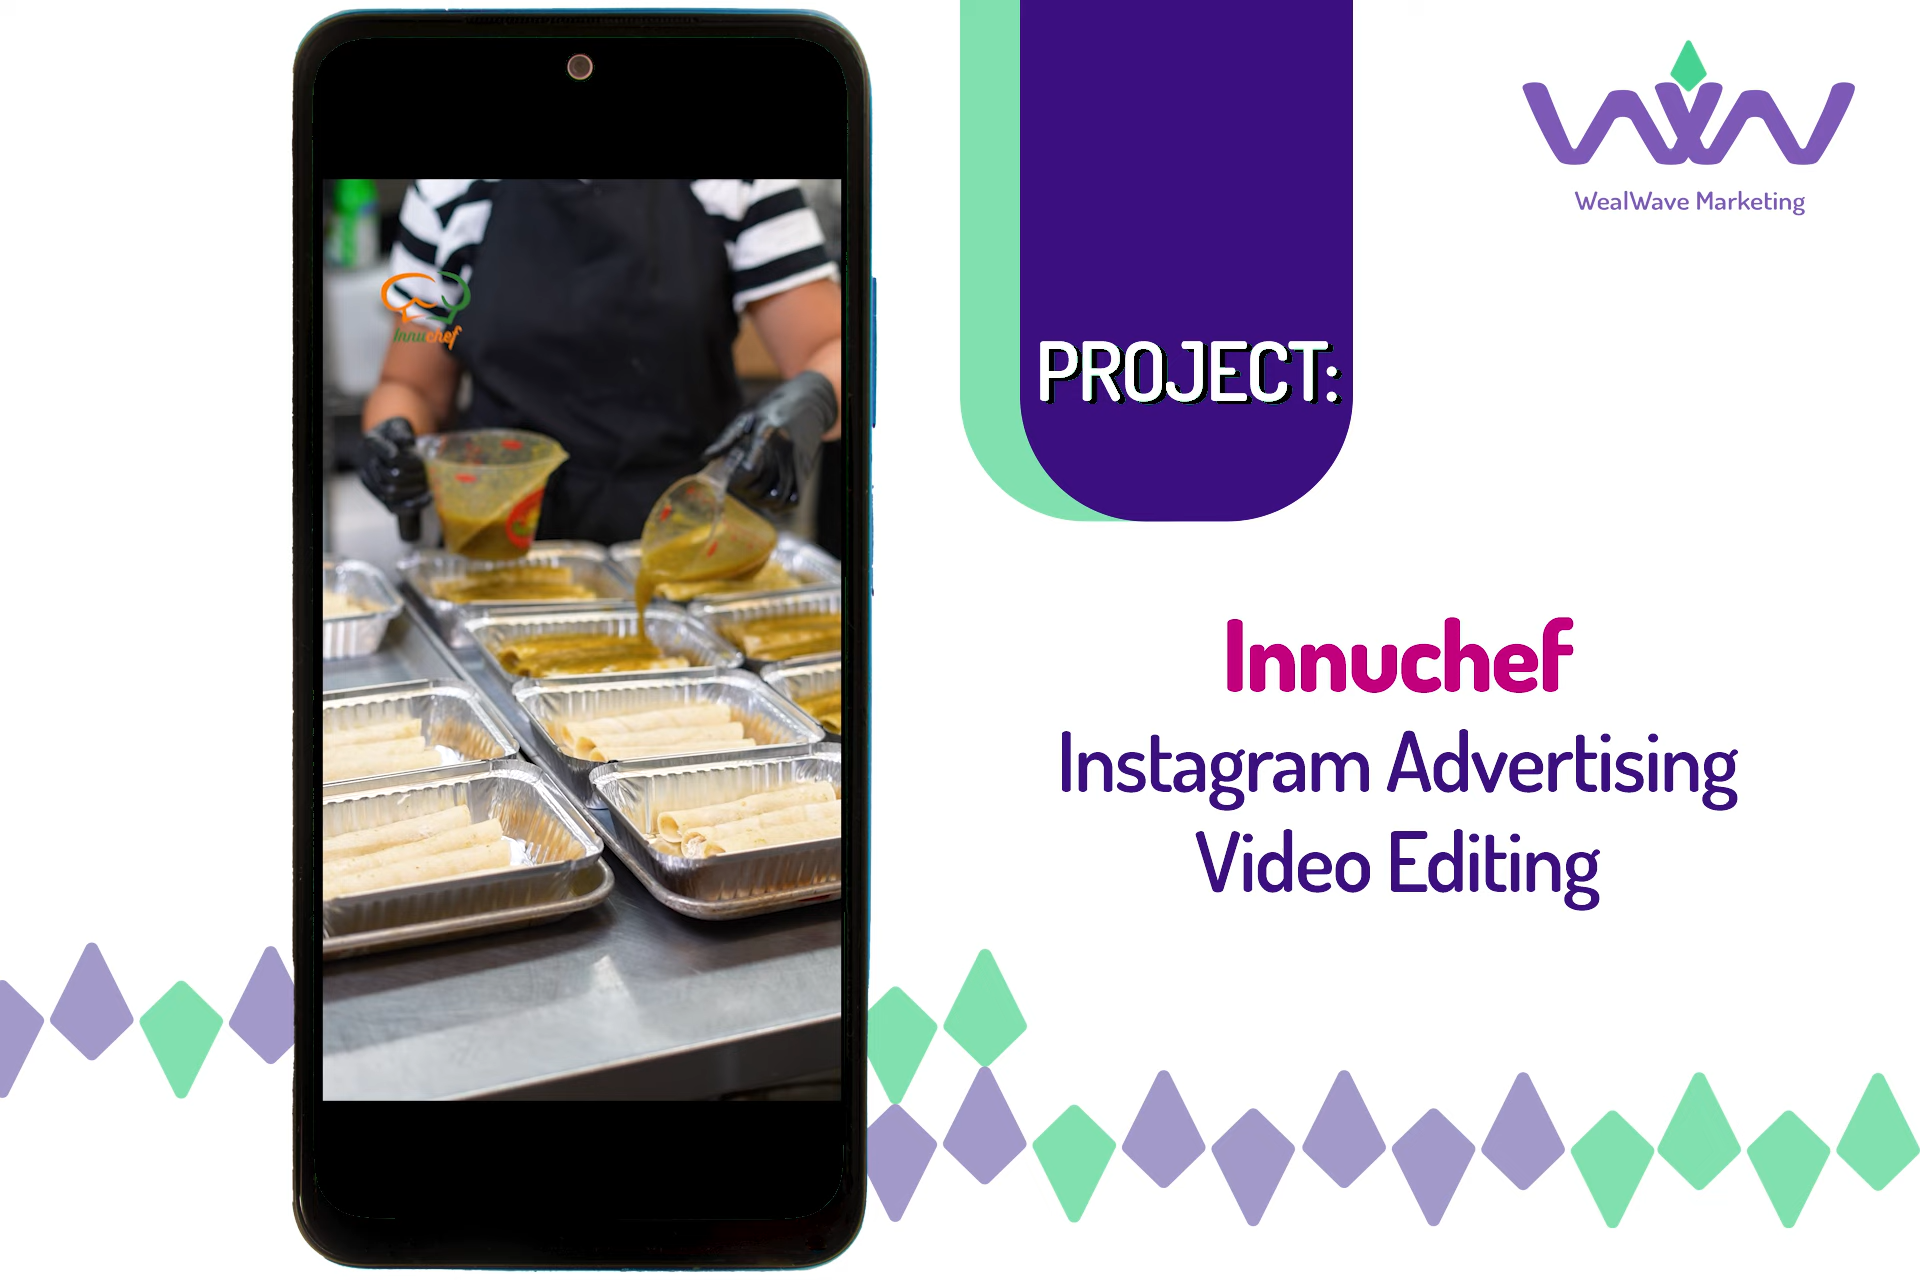 WealWave Marketing
Innuchef
PROJECT:
Innuchef
Instagram Advertising
Video Editing